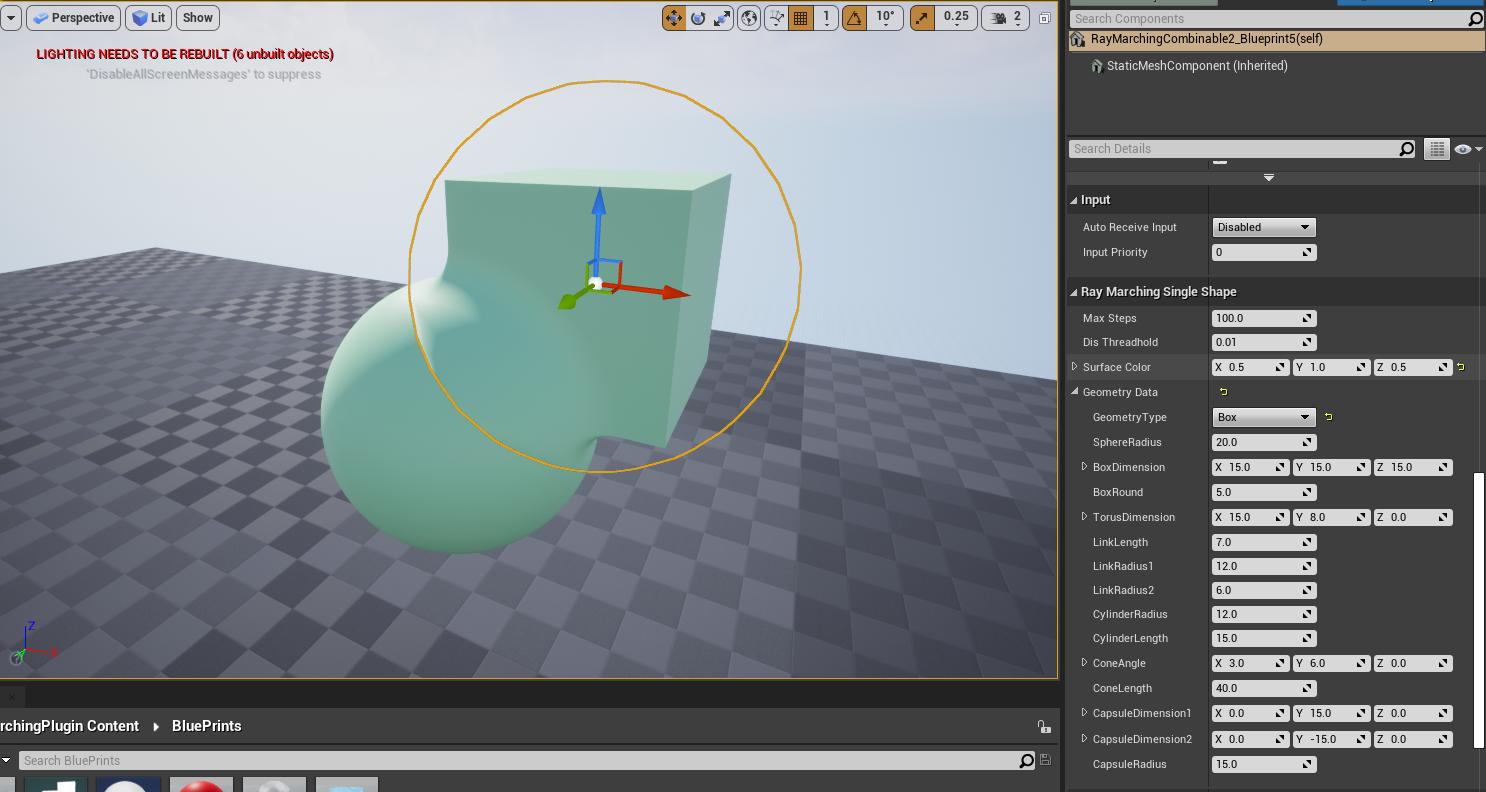 Perspective Lit Show 1 10° 0.25 2
LIGHTING NEEDS TO BE REBUILT (6 unbuilt objects)
'DisableAllScreenMessages' to suppress
Z
X
rchingPlugin Content BluePrints
Search BluePrints
Search Components
RayMarchingCombinable2_Blueprint5(self)
StaticMeshComponent (Inherited)
Search Details
Input
Auto Receive Input Disabled
Input Priority 0
Ray Marching Single Shape
Max Steps 100.0
Dis Threadhold 0.01
Surface Color X 0.5 Y 1.0 Z 0.5
Geometry Data
GeometryType Box
SphereRadius 20.0
BoxDimension X 15.0 Y 15.0 Z 15.0
BoxRound 5.0
TorusDimension X 15.0 Y 8.0 Z 0.0
LinkLength 7.0
LinkRadius1 12.0
LinkRadius2 6.0
CylinderRadius 12.0
CylinderLength 15.0
ConeAngle X 3.0 Y 6.0 Z 0.0
ConeLength 40.0
CapsuleDimension1 X 0.0 Y 15.0 Z 0.0
CapsuleDimension2 X 0.0 Y -15.0 Z 0.0
CapsuleRadius 15.0